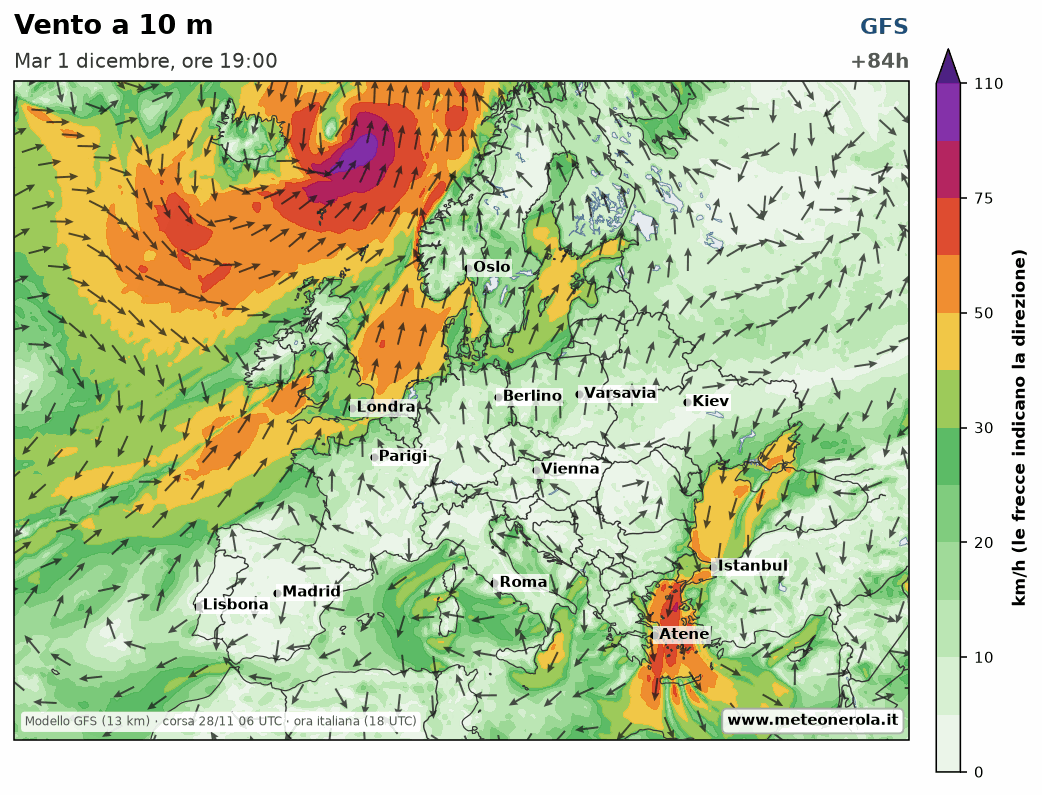 Vento a 10 m
GFS
Mar 1 dicembre, ore 19:00
+84h
Oslo
Londra
Berlino
Varsavia
Kiev
Parigi
Vienna
Istanbul
Roma
Madrid
Lisbona
Atene
Modello GFS (13 km) · corsa 28/11 06 UTC · ora italiana (18 UTC)
www.meteonerola.it
110
75
50
30
20
10
0
km/h (le frecce indicano la direzione)